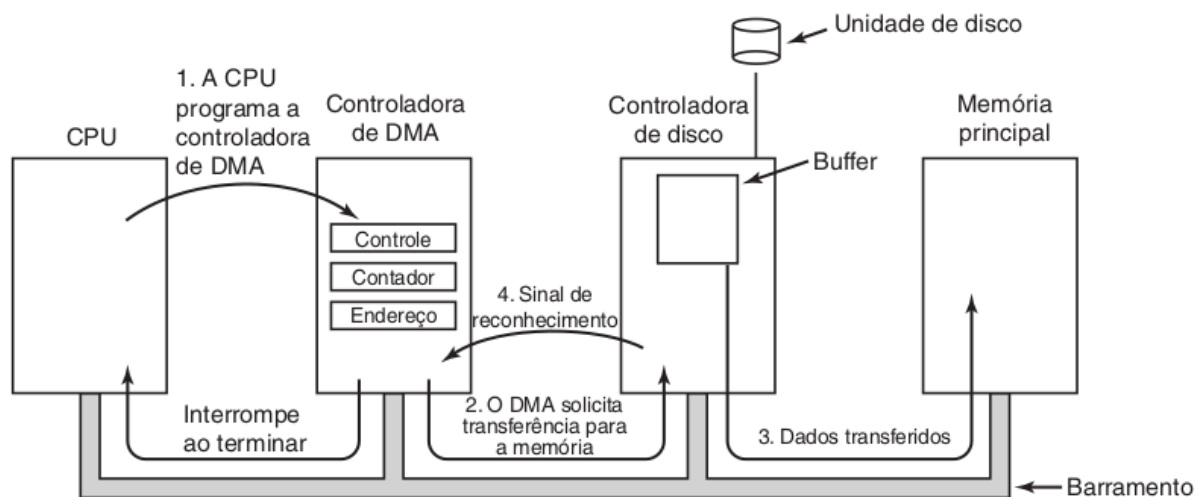 Unidade de disco
1. A CPU
programa a
controladora
de DMA
CPU
Controladora
de DMA
Controladora
de disco
Memória
principal
Buffer
Controle
Contador
Endereço
4. Sinal de
reconhecimento
Interrompe
ao terminar
2. O DMA solicita
transferência para
a memória
3. Dados transferidos
Barramento